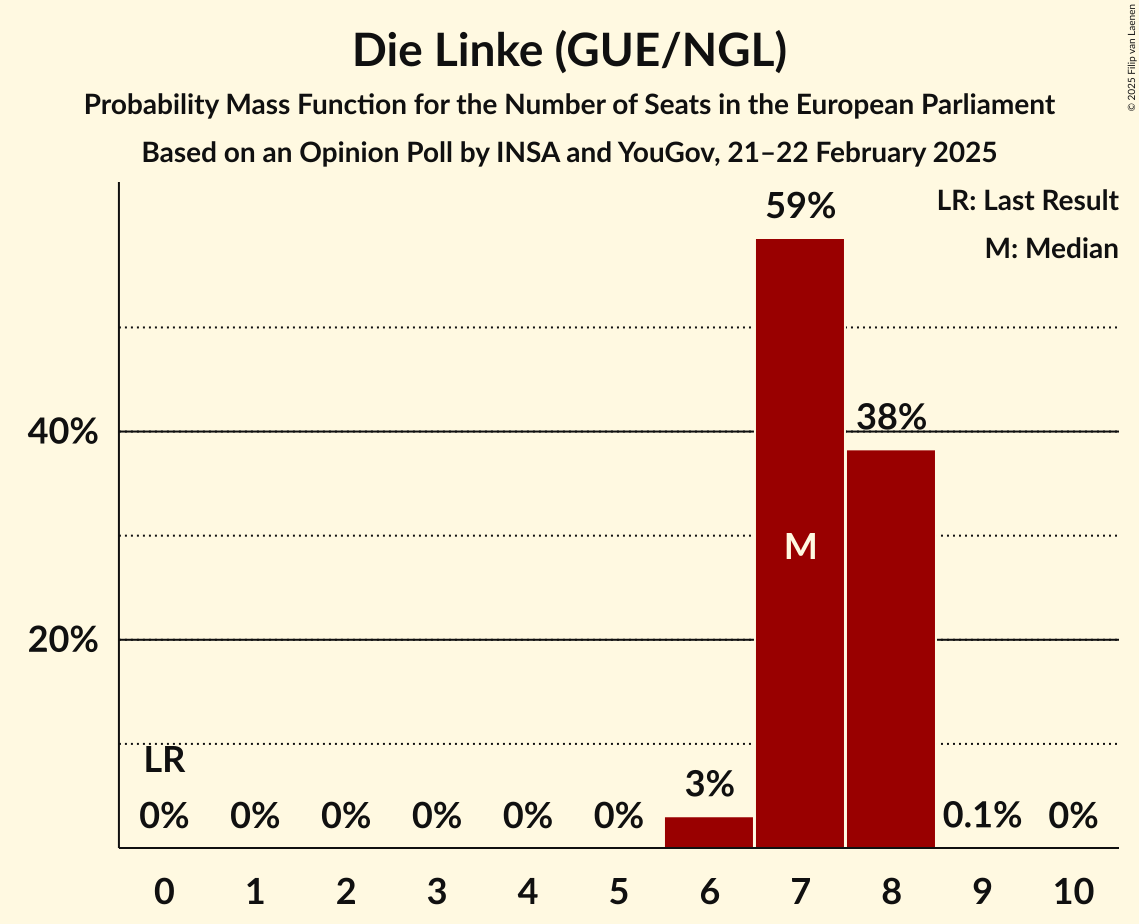 Die Linke (GUE/NGL)
Probability Mass Function for the Number of Seats in the European Parliament
Based on an Opinion Poll by INSA and YouGov, 21–22 February 2025
© 2025 Filip van Laenen
LR: Last Result
M: Median
59%
38%
40%
M
20%
LR
3%
0% 0% 0% 0% 0% 0% 0.1% 0%
0 1 2 3 4 5 6 7 8 9 10